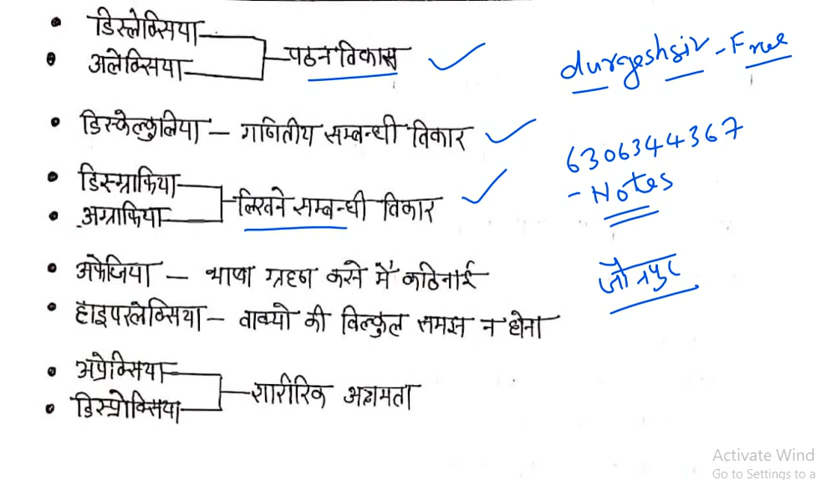 • डिस्लेक्सिया
• अलेक्सिया
पठन विकास
• डिस्केल्कुलिया – गणितीय सम्बन्धी विकार
• डिस्ग्राफिया
• अग्राफिया
लिखने सम्बन्धी विकार
• अफेजिया – भाषा ग्रहण करने में कठिनाई
• हाइपरलेक्सिया – वाक्यो की बिल्कुल समझ न होना
• अप्रेक्सिया
• डिस्प्रेक्सिया
शारीरिक अक्षमता
durgeshsir - Free
6306344367
- Notes
जौनपुर
Activate Wind
Go to Settings to a